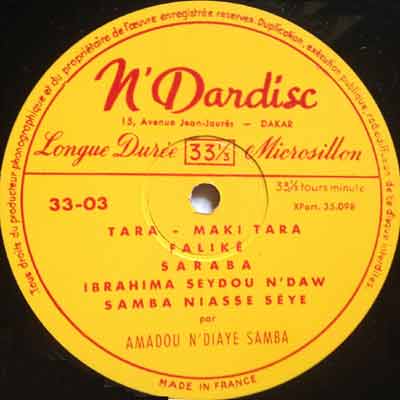 Tous droits du producteur phonographique et du propriétaire de l'œuvre enregistrée réservés. Duplication, exécution publique, radiodiffusion de ce disque interdites.
N'Dardisc
15, Avenue Jean-Jaurès — DAKAR
Longue Durée 33⅓ Microsillon
33⅓ tours minute
33-03
XPart. 35.098
TARA - MAKI TARA
FALIKÉ
SARABA
IBRAHIMA SEYDOU N'DAW
SAMBA NIASSE SÈYE
par
AMADOU N'DIAYE SAMBA
MADE IN FRANCE